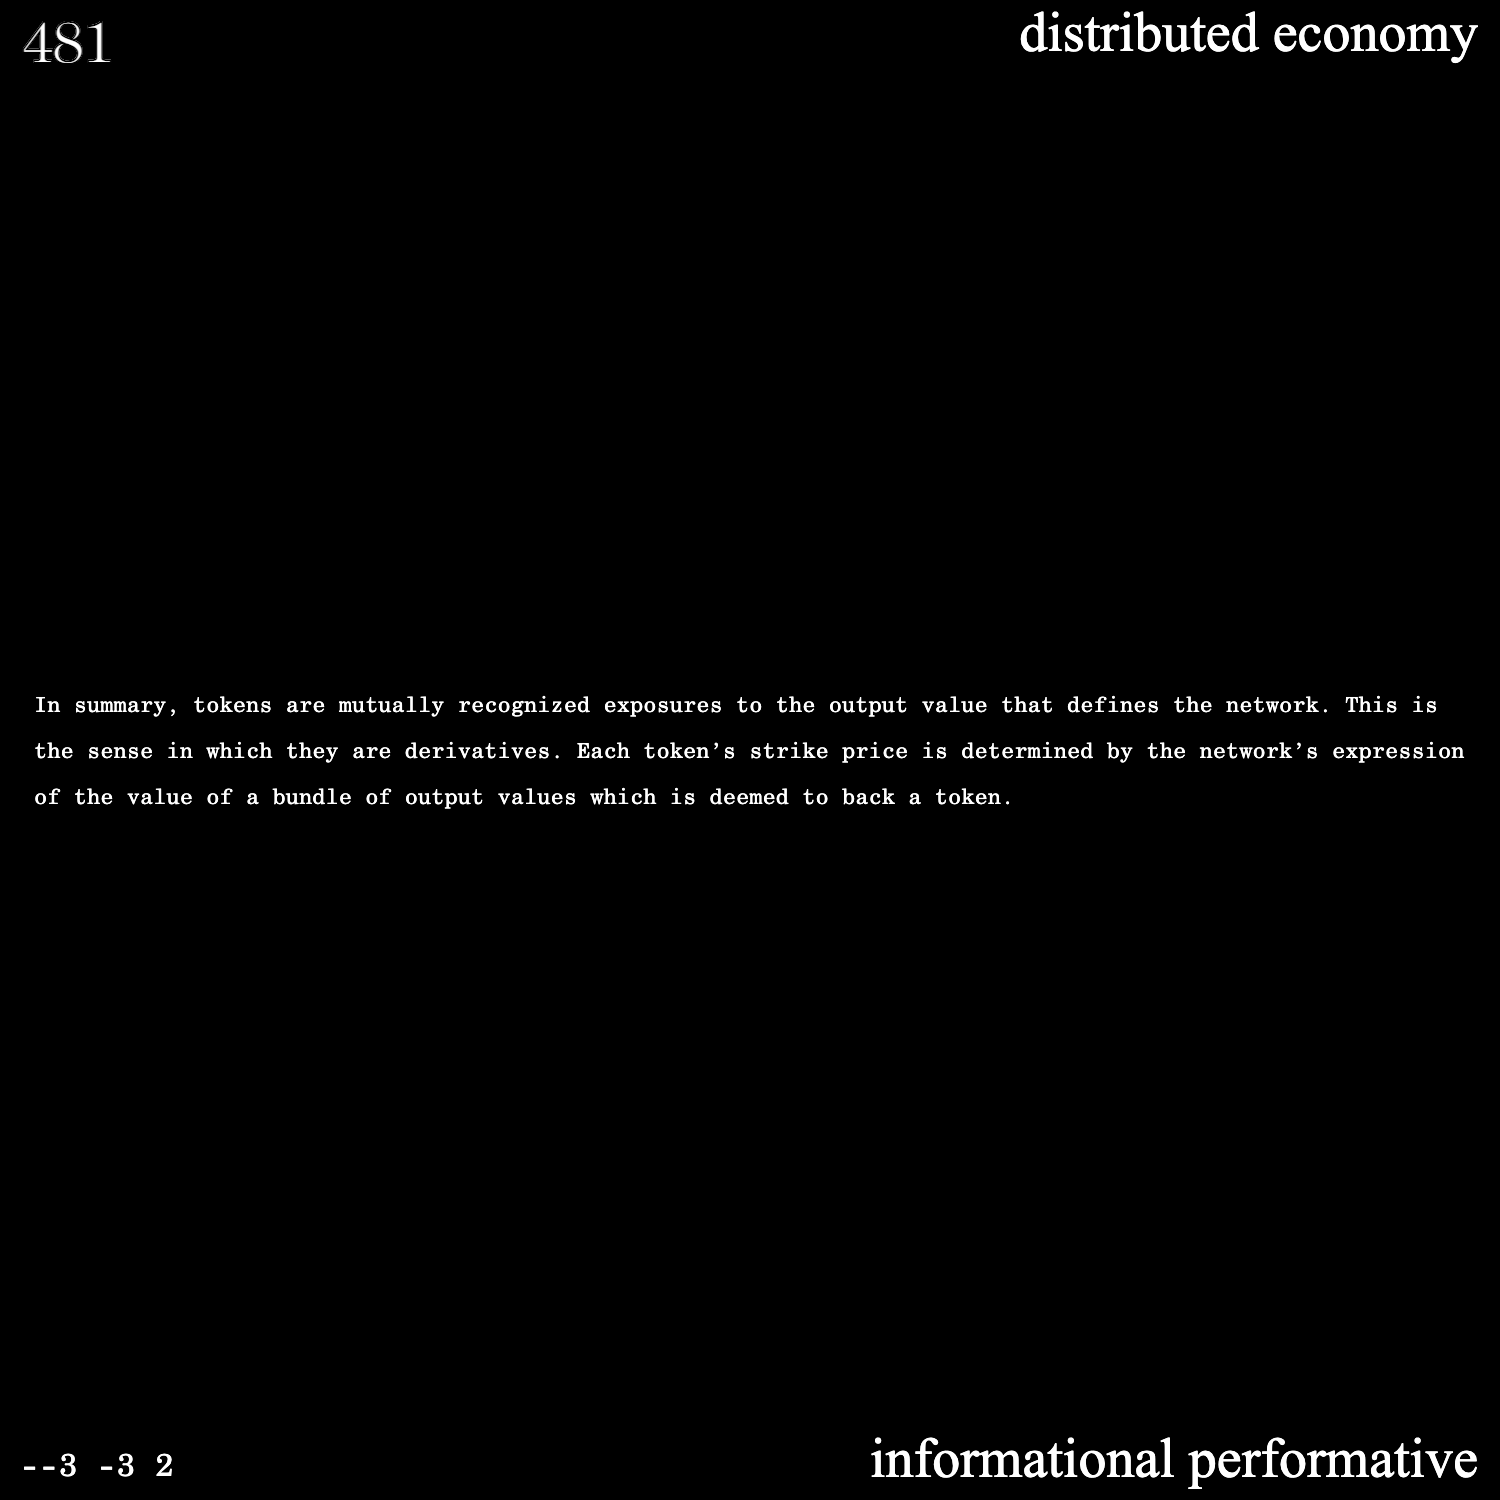 481
distributed economy
In summary, tokens are mutually recognized exposures to the output value that defines the network. This is
the sense in which they are derivatives. Each token’s strike price is determined by the network’s expression
of the value of a bundle of output values which is deemed to back a token.
--3 -3 2
informational performative